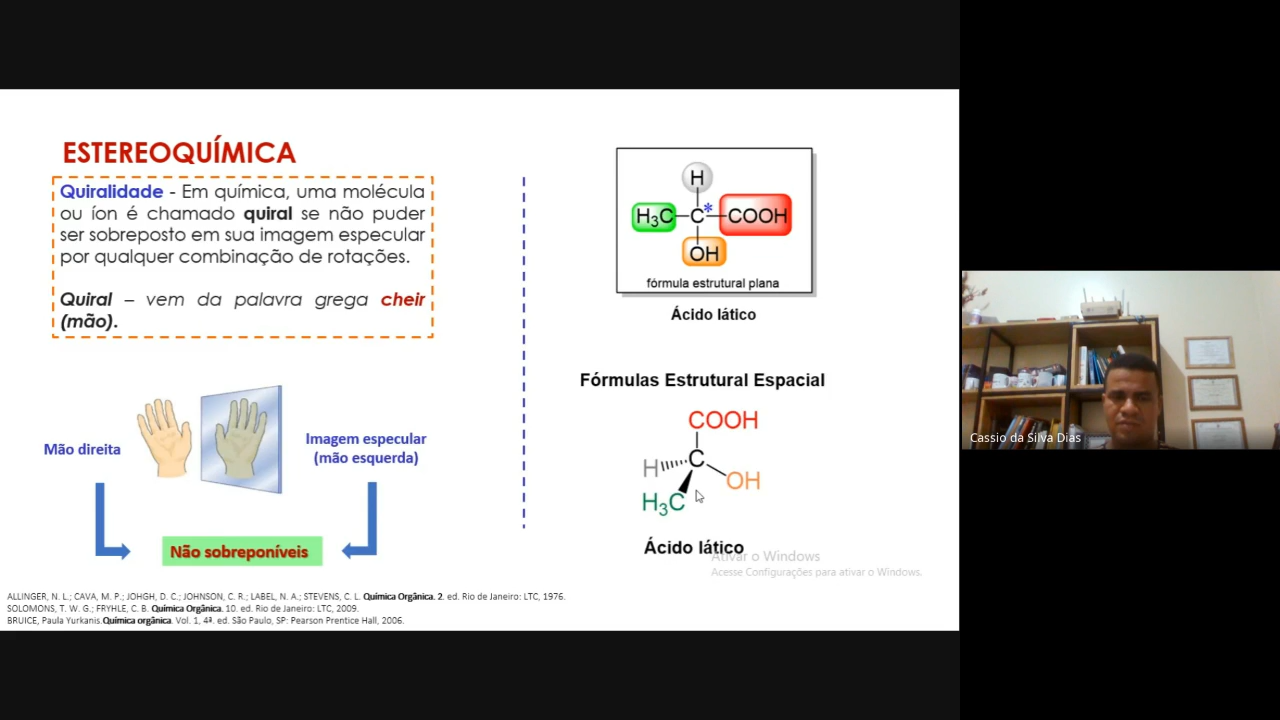 ESTEREOQUÍMICA
Quiralidade - Em química, uma molécula
ou íon é chamado quiral se não puder
ser sobreposto em sua imagem especular
por qualquer combinação de rotações.
Quiral – vem da palavra grega cheir
(mão).
Mão direita
Imagem especular
(mão esquerda)
Não sobreponíveis
H
H₃C C* COOH
OH
fórmula estrutural plana
Ácido lático
Fórmulas Estrutural Espacial
COOH
H C
OH
H₃C
Ácido lático
Ativar o Windows
Acesse Configurações para ativar o Windows.
ALLINGER, N. L.; CAVA, M. P.; JOHGH, D. C.; JOHNSON, C. R.; LABEL, N. A.; STEVENS, C. L. Química Orgânica. 2. ed. Rio de Janeiro: LTC, 1976.
SOLOMONS, T. W. G.; FRYHLE, C. B. Química Orgânica. 10. ed. Rio de Janeiro: LTC, 2009.
BRUICE, Paula Yurkanis.Química orgânica. Vol. 1, 4ª. ed. São Paulo, SP: Pearson Prentice Hall, 2006.
Cassio da Silva Dias